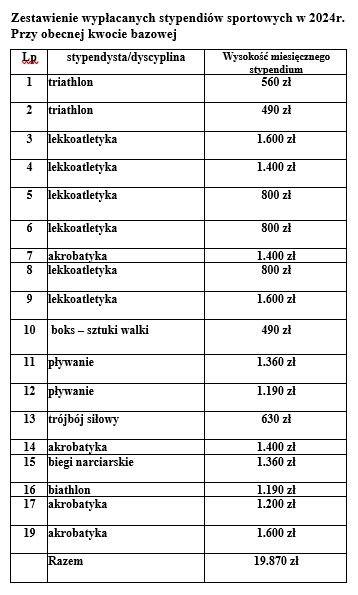 Zestawienie wypłacanych stypendiów sportowych w 2024r.
Przy obecnej kwocie bazowej
Lp stypendysta/dyscyplina Wysokość miesięcznego
stypendium
1 triathlon 560 zł
2 triathlon 490 zł
3 lekkoatletyka 1.600 zł
4 lekkoatletyka 1.400 zł
5 lekkoatletyka 800 zł
6 lekkoatletyka 800 zł
7 akrobatyka 1.400 zł
8 lekkoatletyka 800 zł
9 lekkoatletyka 1.600 zł
10 boks – sztuki walki 490 zł
11 pływanie 1.360 zł
12 pływanie 1.190 zł
13 trójbój siłowy 630 zł
14 akrobatyka 1.400 zł
15 biegi narciarskie 1.360 zł
16 biathlon 1.190 zł
17 akrobatyka 1.200 zł
19 akrobatyka 1.600 zł
Razem 19.870 zł